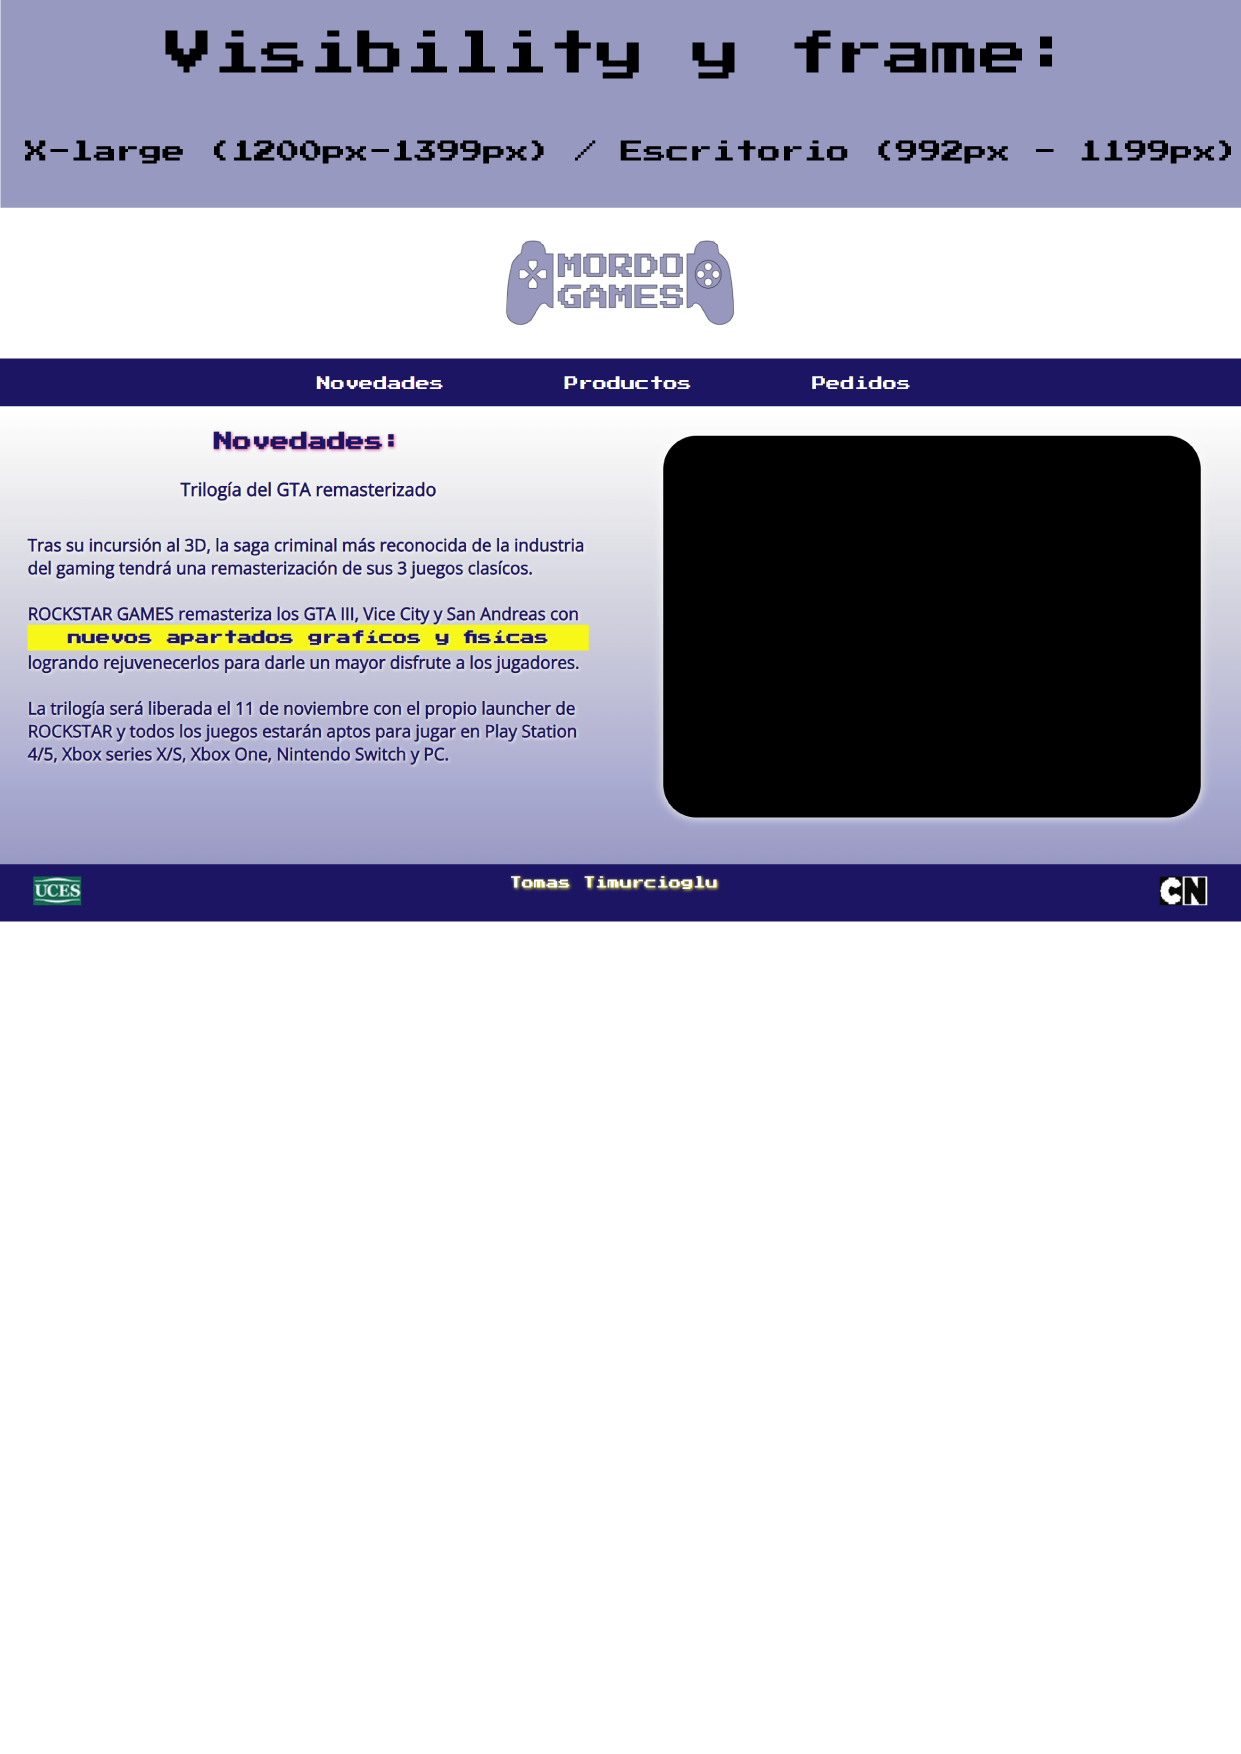 Visibility y frame:
X-large (1200px-1399px) / Escritorio (992px - 1199px)
MORDO
GAMES
Novedades Productos Pedidos
Novedades:
Trilogía del GTA remasterizado
Tras su incursión al 3D, la saga criminal más reconocida de la industria
del gaming tendrá una remasterización de sus 3 juegos clasícos.
ROCKSTAR GAMES remasteriza los GTA III, Vice City y San Andreas con
nuevos apartados graficos y fisicas
logrando rejuvenecerlos para darle un mayor disfrute a los jugadores.
La trilogía será liberada el 11 de noviembre con el propio launcher de
ROCKSTAR y todos los juegos estarán aptos para jugar en Play Station
4/5, Xbox series X/S, Xbox One, Nintendo Switch y PC.
UCES
Tomas Timurcioglu
CN